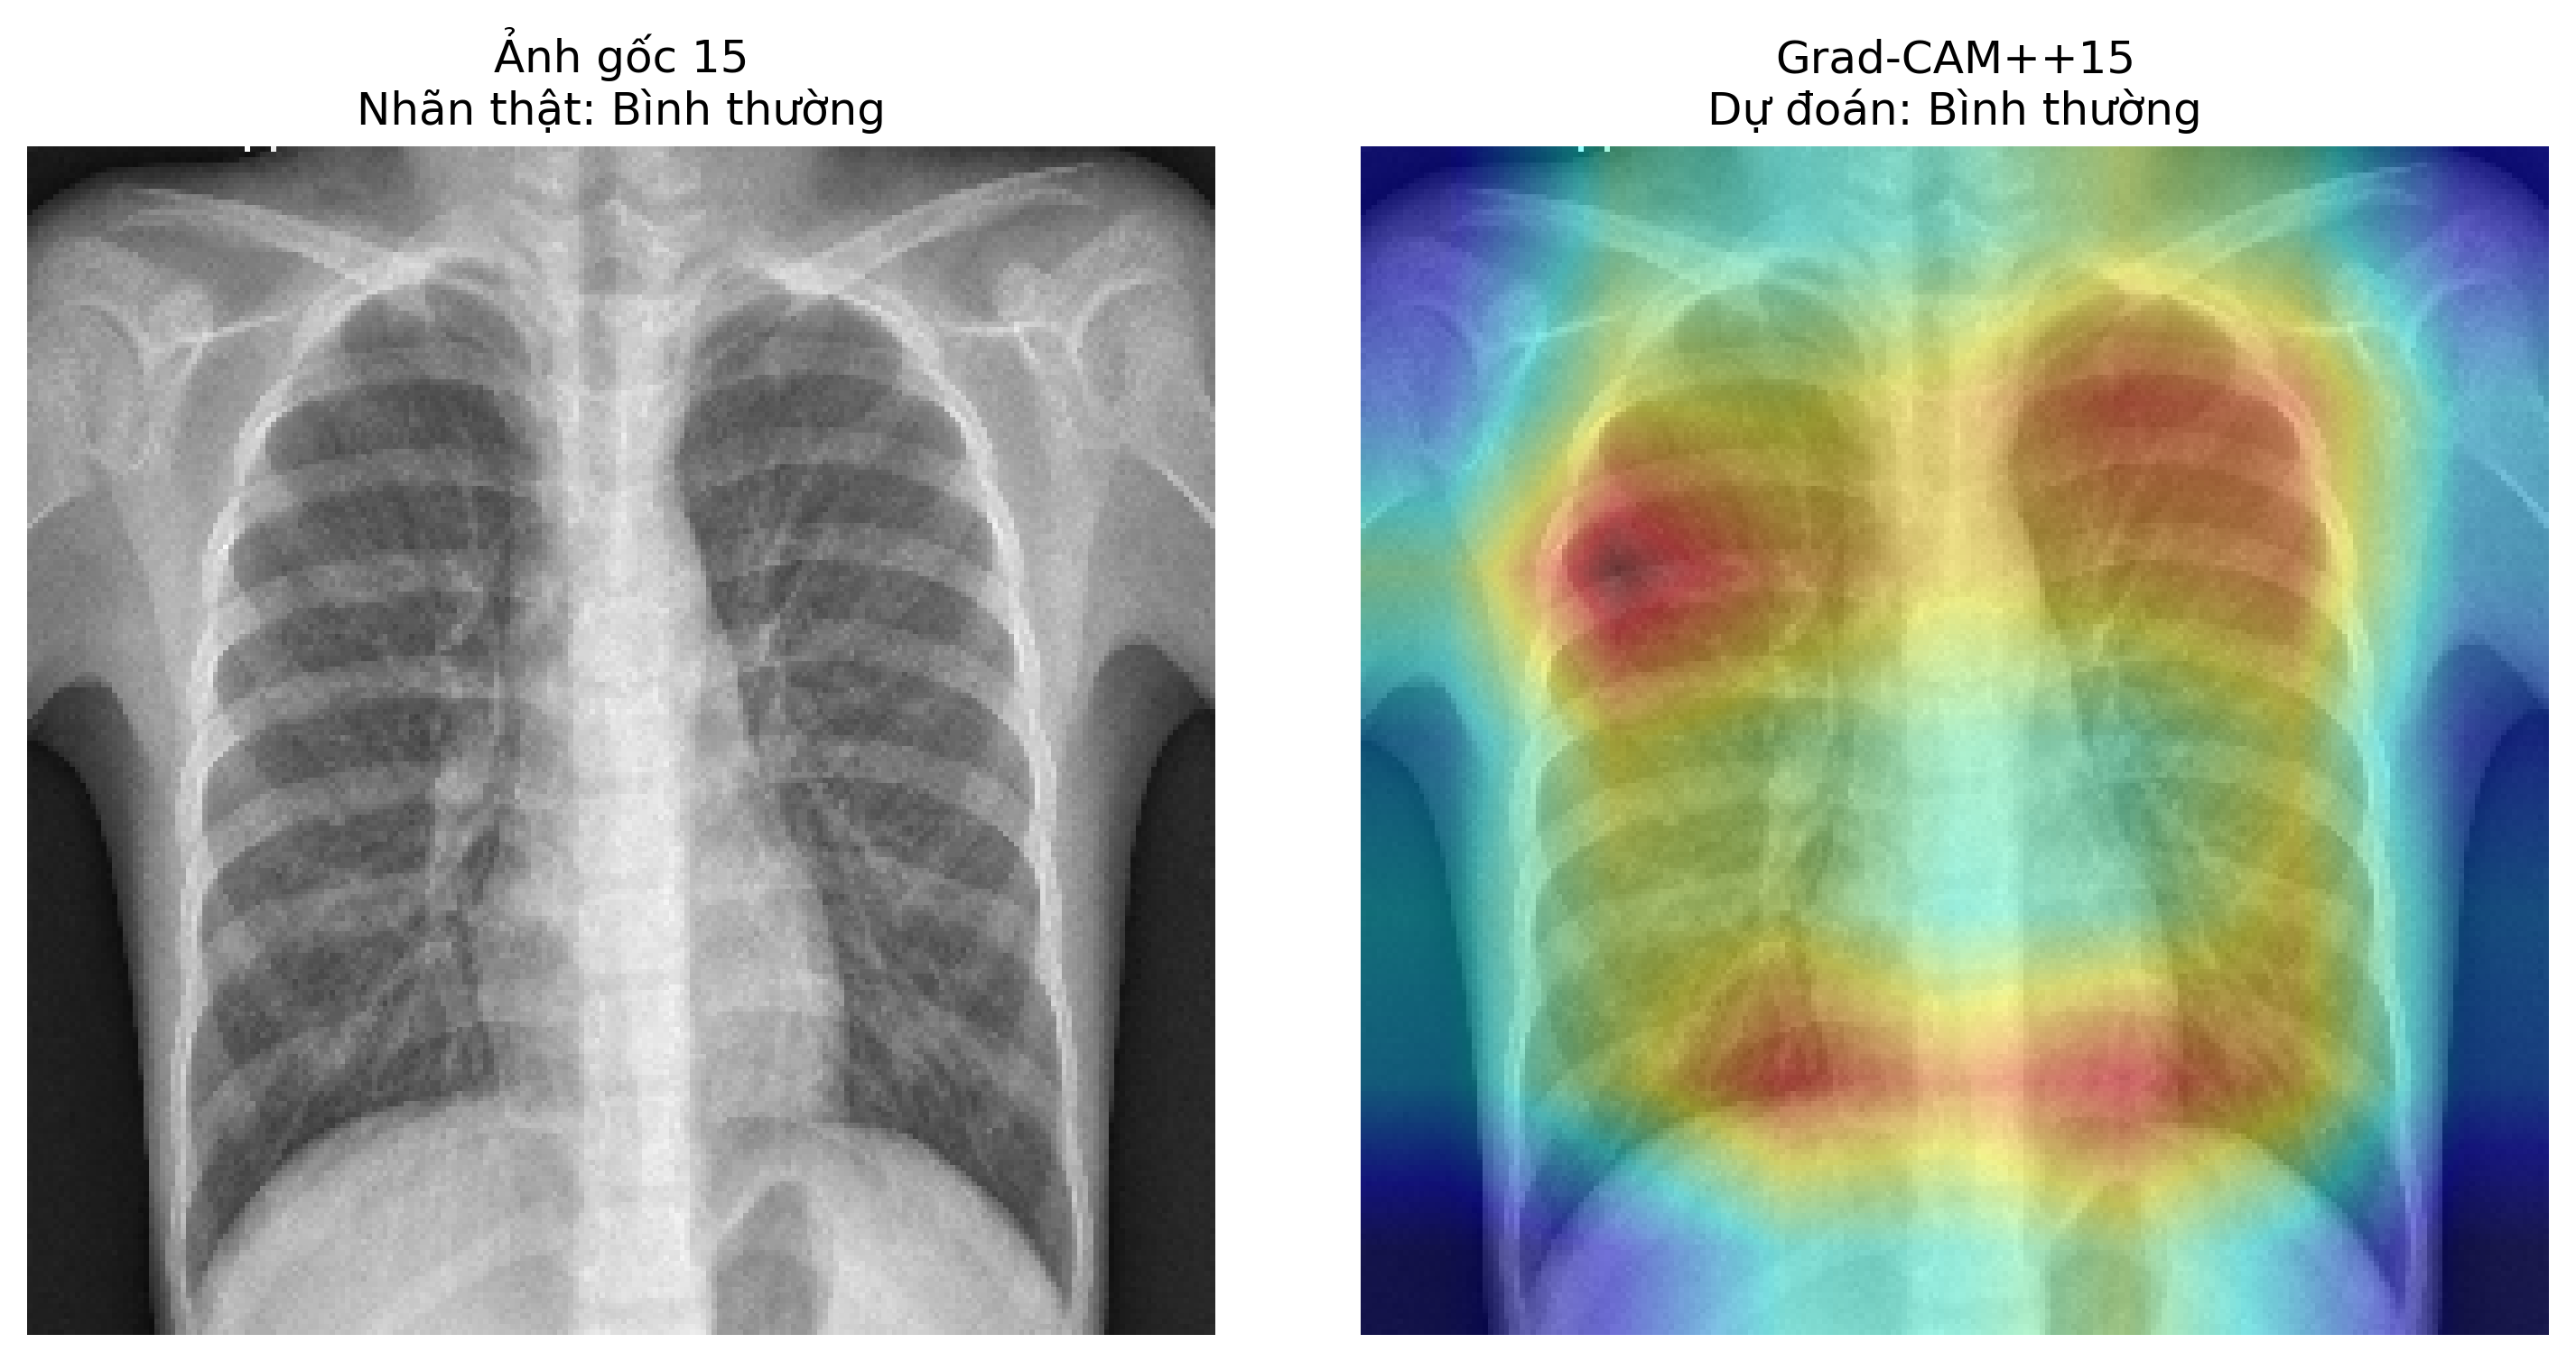 Ảnh gốc 15
Nhãn thật: Bình thường
Grad-CAM++15
Dự đoán: Bình thường